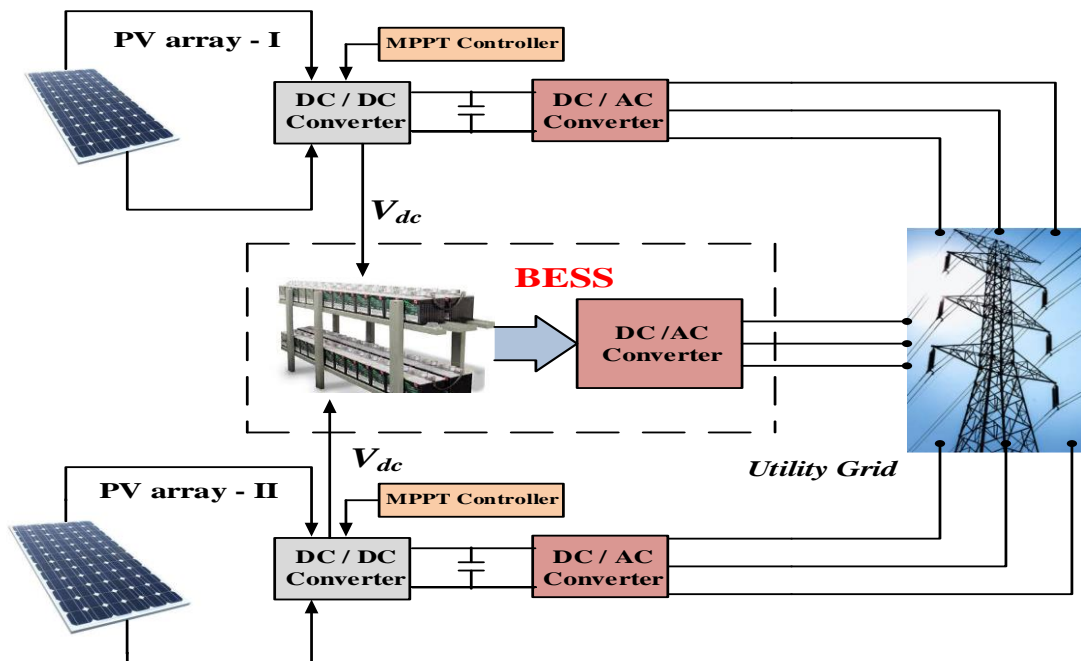 PV array - I
MPPT Controller
DC / DC
Converter
DC / AC
Converter
Vdc
BESS
DC /AC
Converter
Vdc
Utility Grid
PV array - II
MPPT Controller
DC / DC
Converter
DC / AC
Converter